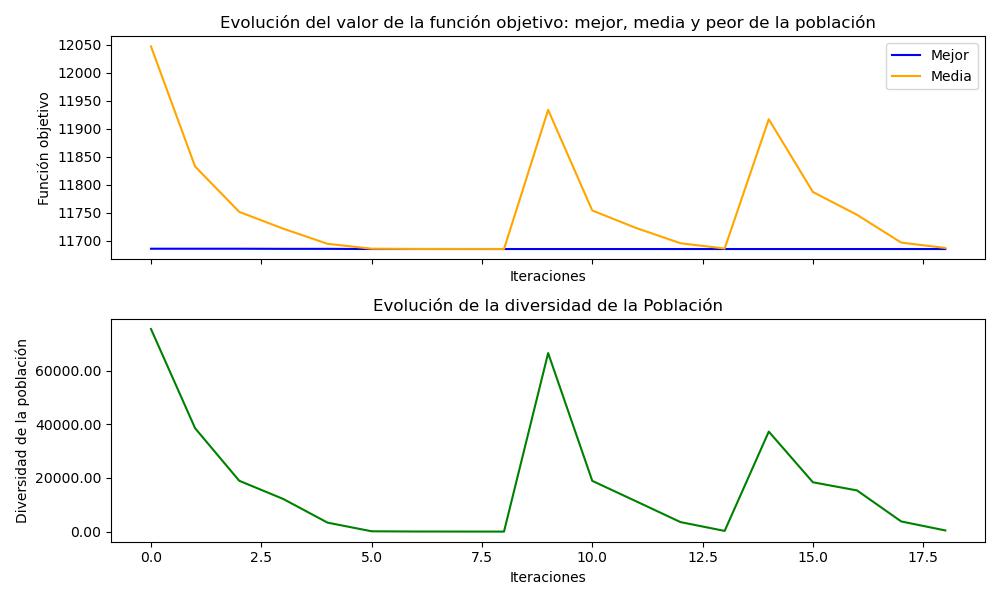 Evolución del valor de la función objetivo: mejor, media y peor de la población
12050
12000
11950
11900
11850
11800
11750
11700
Función objetivo
Mejor
Media
Iteraciones
Evolución de la diversidad de la Población
60000.00
40000.00
20000.00
0.00
Diversidad de la población
0.0
2.5
5.0
7.5
10.0
12.5
15.0
17.5
Iteraciones